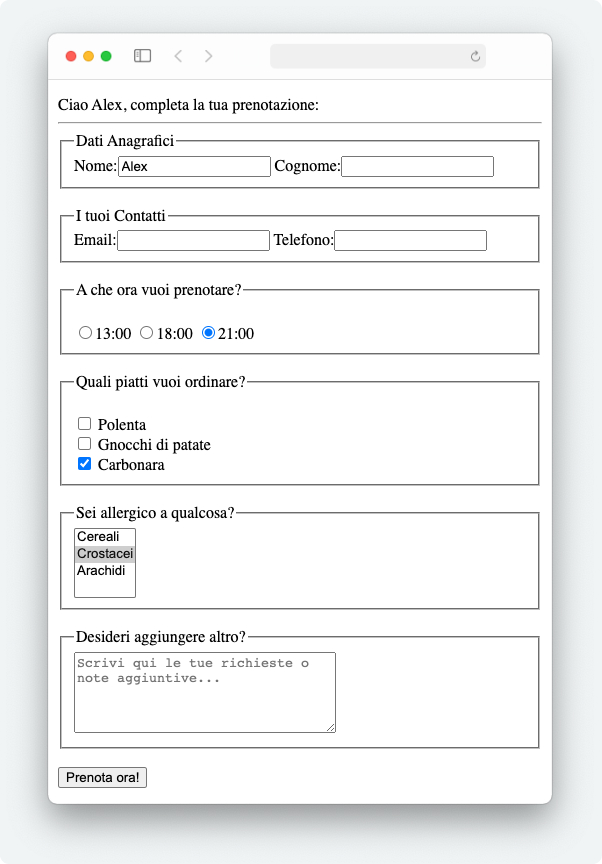 Ciao Alex, completa la tua prenotazione:
Dati Anagrafici
Nome: Alex Cognome:
I tuoi Contatti
Email: Telefono:
A che ora vuoi prenotare?
13:00 18:00 21:00
Quali piatti vuoi ordinare?
Polenta
Gnocchi di patate
Carbonara
Sei allergico a qualcosa?
Cereali
Crostacei
Arachidi
Desideri aggiungere altro?
Scrivi qui le tue richieste o
note aggiuntive...
Prenota ora!